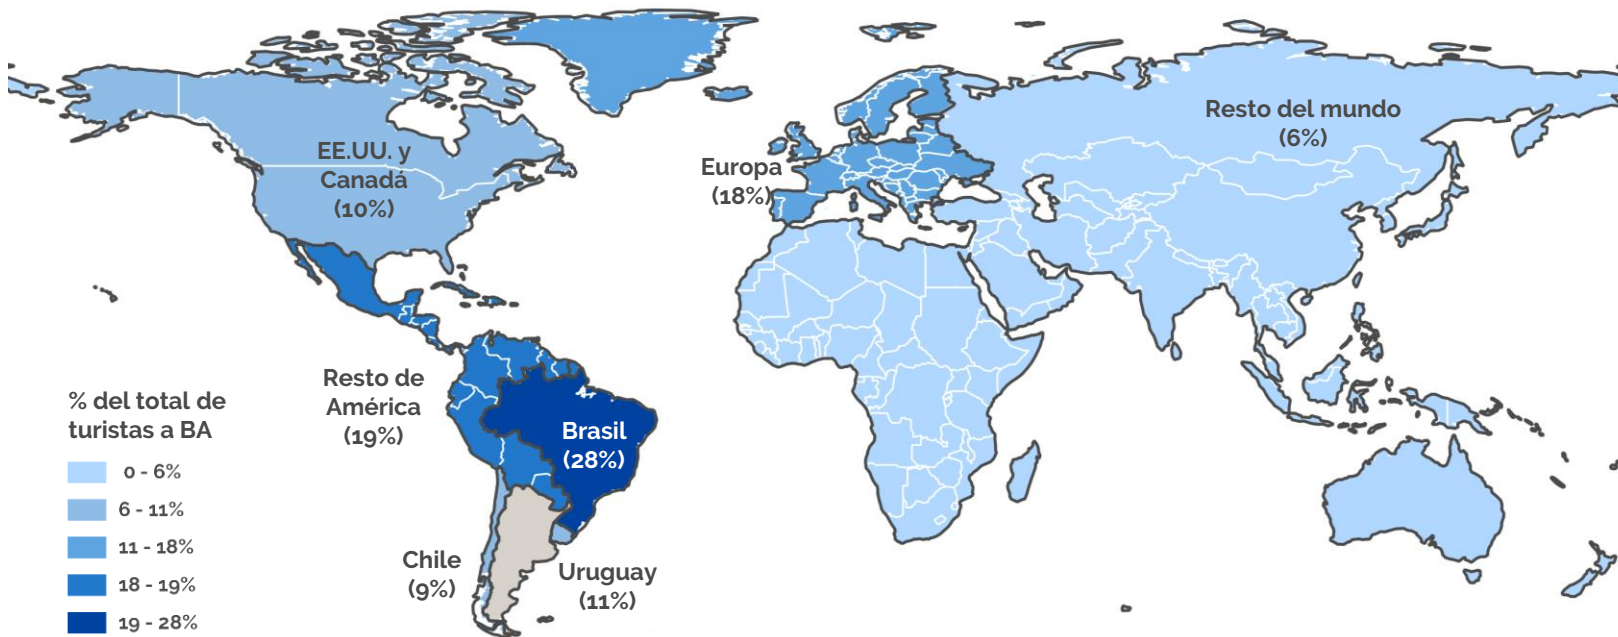 EE.UU. y
Canadá
(10%)
Europa
(18%)
Resto del mundo
(6%)
Resto de
América
(19%)
Brasil
(28%)
Chile
(9%)
Uruguay
(11%)
% del total de
turistas a BA
0 - 6%
6 - 11%
11 - 18%
18 - 19%
19 - 28%